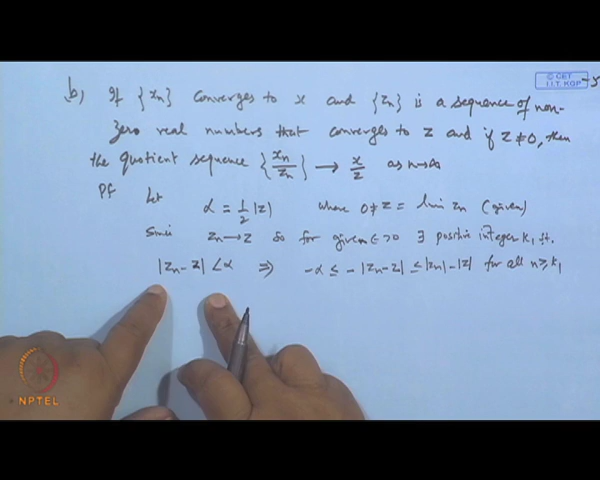 © CET
I.I.T. KGP
-5
b) If {xn} converges to x and {zn} is a sequence of non-
zero real numbers that converges to z and if z≠0, then
the quotient sequence {xn/zn} → x/z as n→∞
Pf Let α = 1/2 |z| where 0≠z = lim zn (given)
Since zn→z so for given ε>0 ∃ positive integer k1 st.
|zn-z| <α ⇒ -α ≤ -|zn-z| ≤ |zn|-|z| for all n≥k1
NPTEL